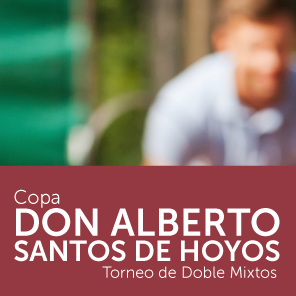 Copa
DON ALBERTO
SANTOS DE HOYOS
Torneo de Doble Mixtos